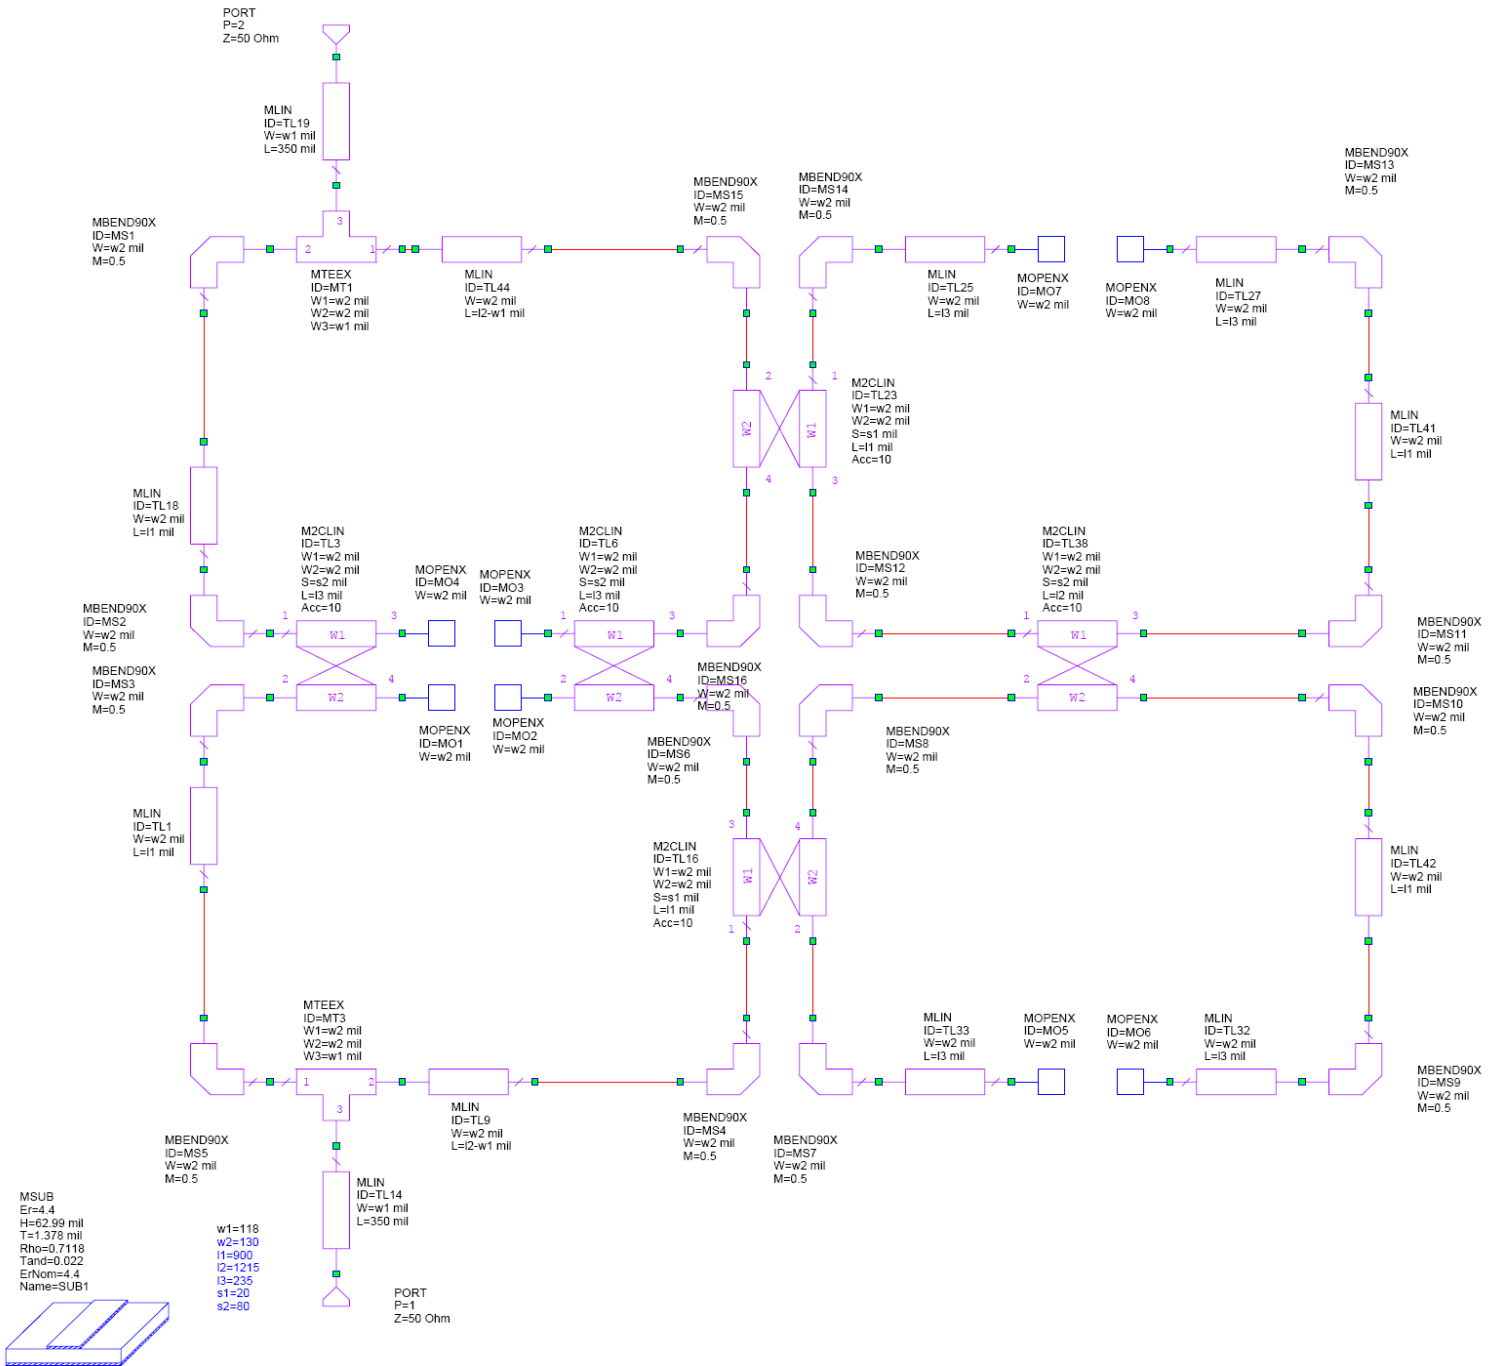 PORT
P=2
Z=50 Ohm
MLIN
ID=TL19
W=w1 mil
L=350 mil
MBEND90X
ID=MS13
W=w2 mil
M=0.5
MBEND90X
ID=MS15
W=w2 mil
M=0.5
MBEND90X
ID=MS14
W=w2 mil
M=0.5
MBEND90X
ID=MS1
W=w2 mil
M=0.5
3
2
1
MTEEX
ID=MT1
W1=w2 mil
W2=w2 mil
W3=w1 mil
MLIN
ID=TL44
W=w2 mil
L=l2-w1 mil
MLIN
ID=TL25
W=w2 mil
L=l3 mil
MOPENX
ID=MO7
W=w2 mil
MOPENX
ID=MO8
W=w2 mil
MLIN
ID=TL27
W=w2 mil
L=l3 mil
2
1
W2
W1
4
3
M2CLIN
ID=TL23
W1=w2 mil
W2=w2 mil
S=s1 mil
L=l1 mil
Acc=10
MLIN
ID=TL41
W=w2 mil
L=l1 mil
MLIN
ID=TL18
W=w2 mil
L=l1 mil
M2CLIN
ID=TL3
W1=w2 mil
W2=w2 mil
S=s2 mil
L=l3 mil
Acc=10
MOPENX
ID=MO4
W=w2 mil
MOPENX
ID=MO3
W=w2 mil
M2CLIN
ID=TL6
W1=w2 mil
W2=w2 mil
S=s2 mil
L=l3 mil
Acc=10
MBEND90X
ID=MS12
W=w2 mil
M=0.5
M2CLIN
ID=TL38
W1=w2 mil
W2=w2 mil
S=s2 mil
L=l2 mil
Acc=10
MBEND90X
ID=MS2
W=w2 mil
M=0.5
1
3
W1
2
4
W2
1
3
W1
2
4
W2
1
3
W1
2
4
W2
MBEND90X
ID=MS11
W=w2 mil
M=0.5
MBEND90X
ID=MS3
W=w2 mil
M=0.5
MOPENX
ID=MO1
W=w2 mil
MOPENX
ID=MO2
W=w2 mil
MBEND90X
ID=MS16
W=w2 mil
M=0.5
MBEND90X
ID=MS6
W=w2 mil
M=0.5
MBEND90X
ID=MS8
W=w2 mil
M=0.5
MBEND90X
ID=MS10
W=w2 mil
M=0.5
MLIN
ID=TL1
W=w2 mil
L=l1 mil
M2CLIN
ID=TL16
W1=w2 mil
W2=w2 mil
S=s1 mil
L=l1 mil
Acc=10
3
4
W1
W2
1
2
MLIN
ID=TL42
W=w2 mil
L=l1 mil
MTEEX
ID=MT3
W1=w2 mil
W2=w2 mil
W3=w1 mil
1
2
3
MLIN
ID=TL9
W=w2 mil
L=l2-w1 mil
MLIN
ID=TL33
W=w2 mil
L=l3 mil
MOPENX
ID=MO5
W=w2 mil
MOPENX
ID=MO6
W=w2 mil
MLIN
ID=TL32
W=w2 mil
L=l3 mil
MBEND90X
ID=MS9
W=w2 mil
M=0.5
MBEND90X
ID=MS5
W=w2 mil
M=0.5
MBEND90X
ID=MS4
W=w2 mil
M=0.5
MBEND90X
ID=MS7
W=w2 mil
M=0.5
MLIN
ID=TL14
W=w1 mil
L=350 mil
MSUB
Er=4.4
H=62.99 mil
T=1.378 mil
Rho=0.7118
Tand=0.022
ErNom=4.4
Name=SUB1
w1=118
w2=130
l1=900
l2=1215
l3=235
s1=20
s2=80
PORT
P=1
Z=50 Ohm